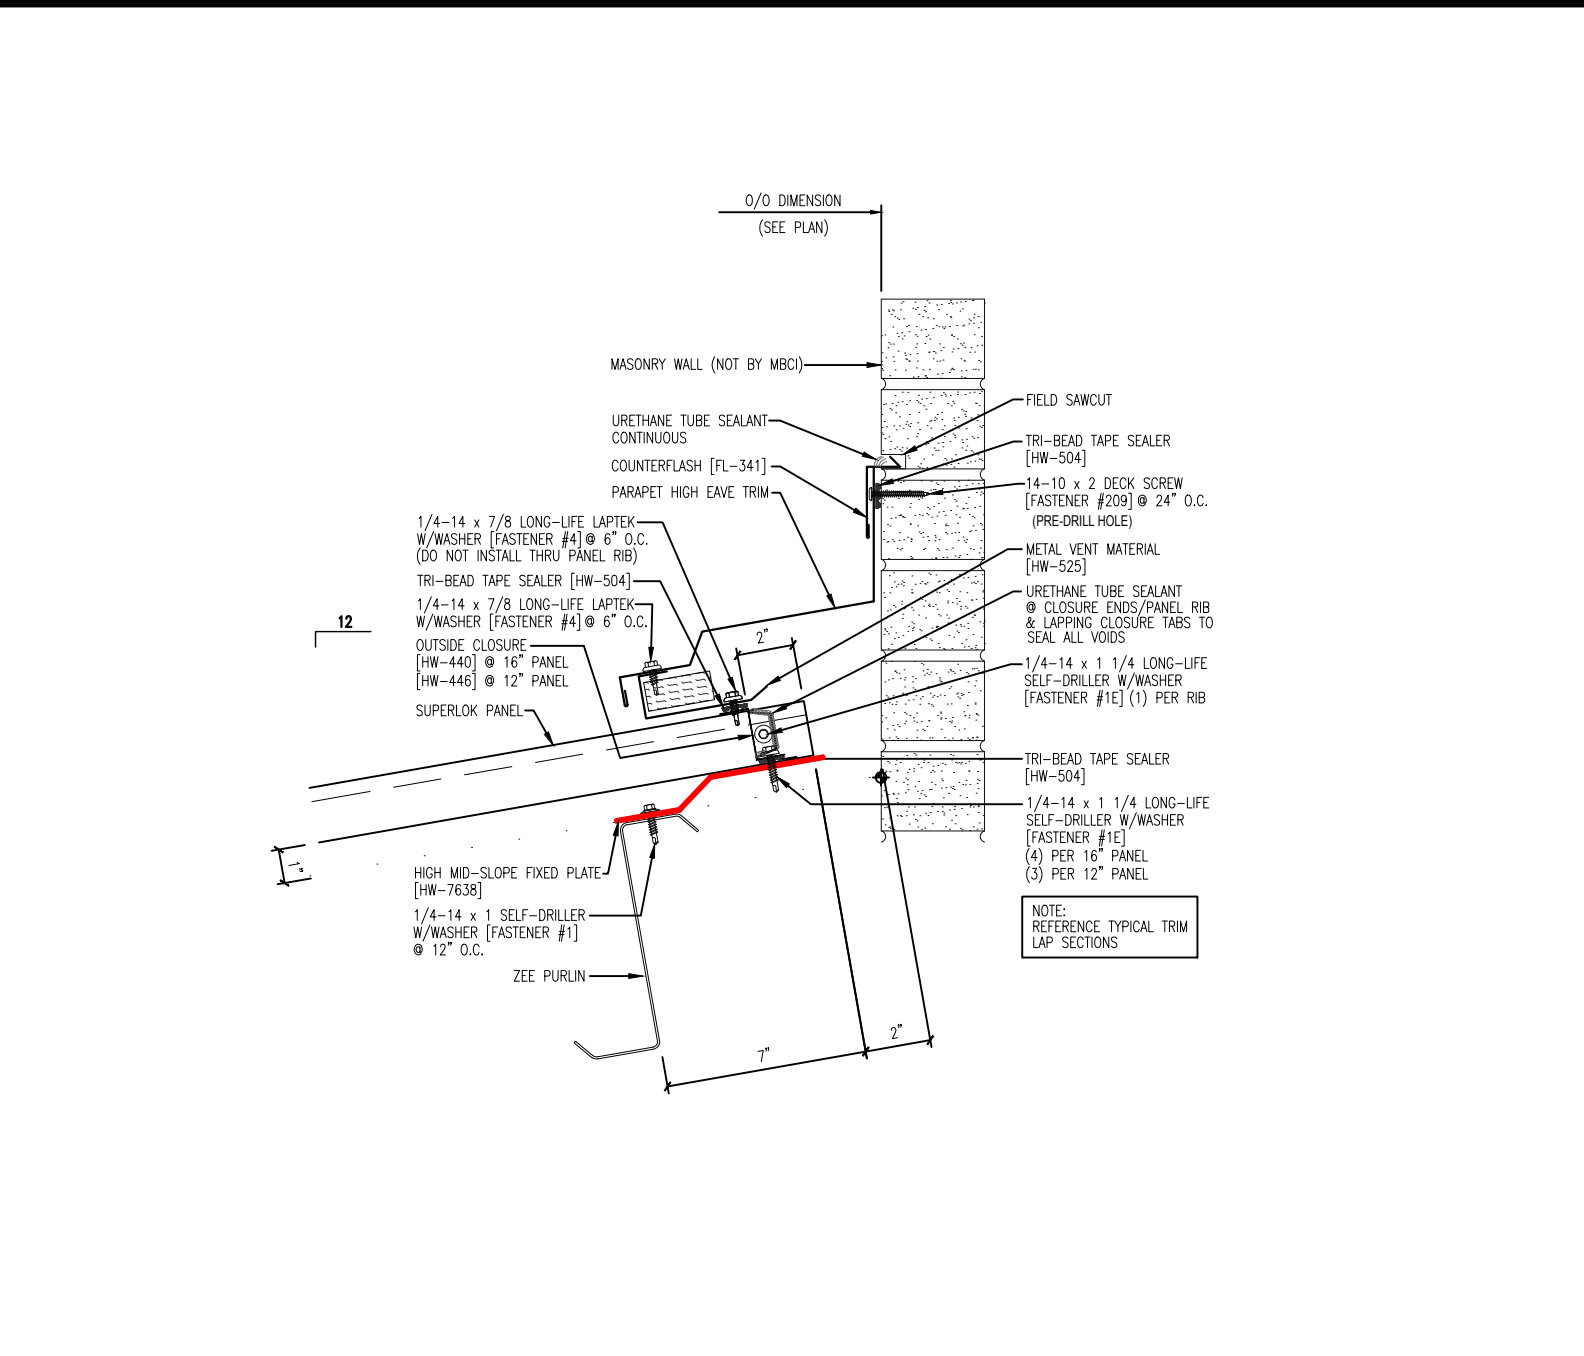 O/O DIMENSION
(SEE PLAN)
MASONRY WALL (NOT BY MBCI)
URETHANE TUBE SEALANT
CONTINUOUS
COUNTERFLASH [FL-341]
PARAPET HIGH EAVE TRIM
1/4-14 x 7/8 LONG-LIFE LAPTEK
W/WASHER [FASTENER #4] @ 6" O.C.
(DO NOT INSTALL THRU PANEL RIB)
TRI-BEAD TAPE SEALER [HW-504]
1/4-14 x 7/8 LONG-LIFE LAPTEK
W/WASHER [FASTENER #4] @ 6" O.C.
OUTSIDE CLOSURE
[HW-440] @ 16" PANEL
[HW-446] @ 12" PANEL
SUPERLOK PANEL
12
2"
FIELD SAWCUT
TRI-BEAD TAPE SEALER
[HW-504]
14-10 x 2 DECK SCREW
[FASTENER #209] @ 24" O.C.
(PRE-DRILL HOLE)
METAL VENT MATERIAL
[HW-525]
URETHANE TUBE SEALANT
@ CLOSURE ENDS/PANEL RIB
& LAPPING CLOSURE TABS TO
SEAL ALL VOIDS
1/4-14 x 1 1/4 LONG-LIFE
SELF-DRILLER W/WASHER
[FASTENER #1E] (1) PER RIB
TRI-BEAD TAPE SEALER
[HW-504]
1/4-14 x 1 1/4 LONG-LIFE
SELF-DRILLER W/WASHER
[FASTENER #1E]
(4) PER 16" PANEL
(3) PER 12" PANEL
1"
HIGH MID-SLOPE FIXED PLATE
[HW-7638]
1/4-14 x 1 SELF-DRILLER
W/WASHER [FASTENER #1]
@ 12" O.C.
ZEE PURLIN
NOTE:
REFERENCE TYPICAL TRIM
LAP SECTIONS
7"
2"